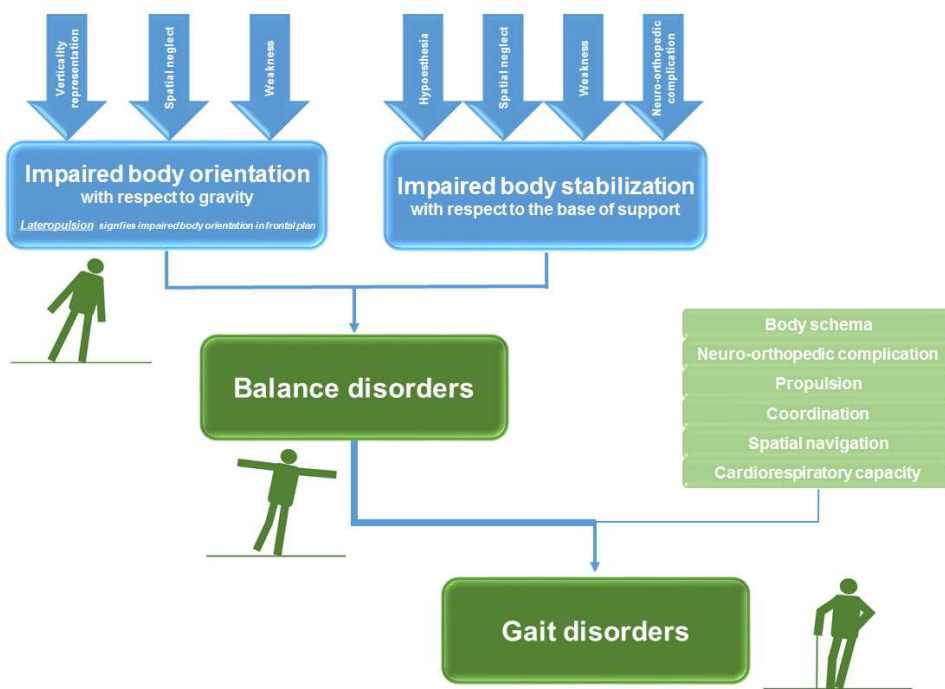 Verticality
representation
Spatial neglect
Weakness
Hypoesthesia
Spatial neglect
Weakness
Neuro-orthopedic
complication
Impaired body orientation
with respect to gravity
Lateropulsion signfies impaired body orientation in frontal plan
Impaired body stabilization
with respect to the base of support
Body schema
Neuro-orthopedic complication
Propulsion
Coordination
Spatial navigation
Cardiorespiratory capacity
Balance disorders
Gait disorders